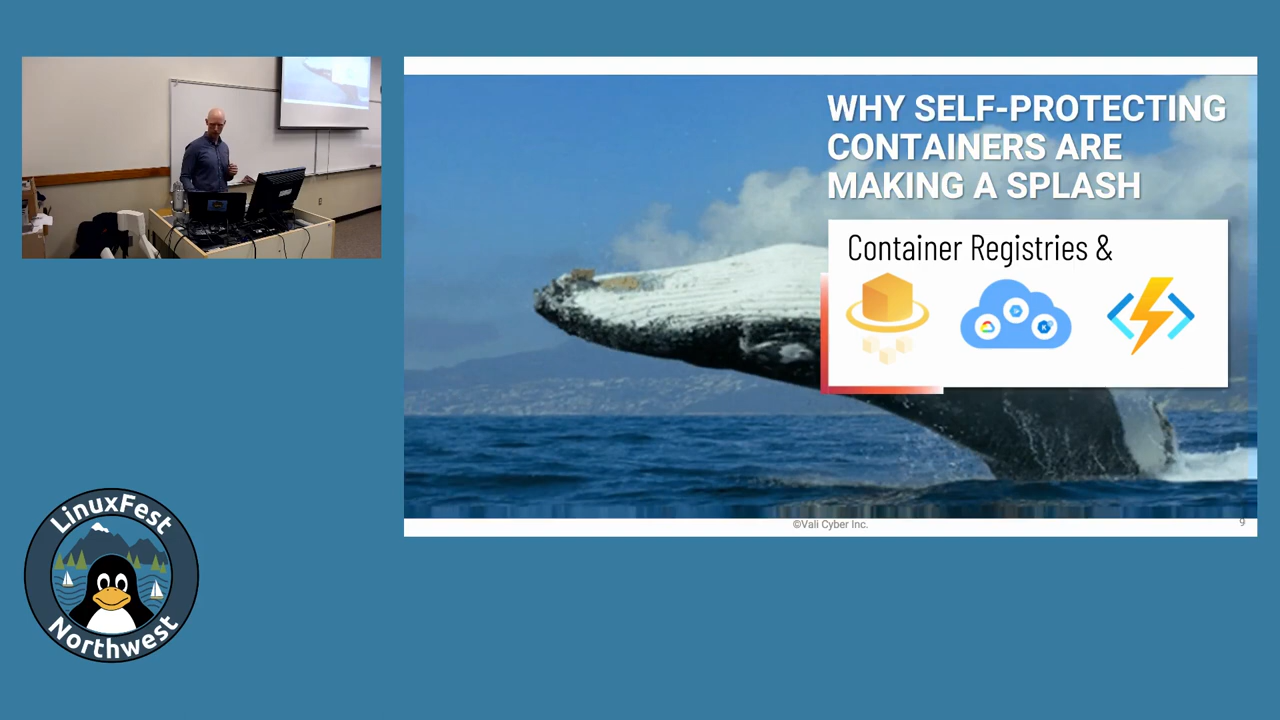 WHY SELF-PROTECTING
CONTAINERS ARE
MAKING A SPLASH
Container Registries &
©Vali Cyber Inc.
9
LinuxFest
Northwest